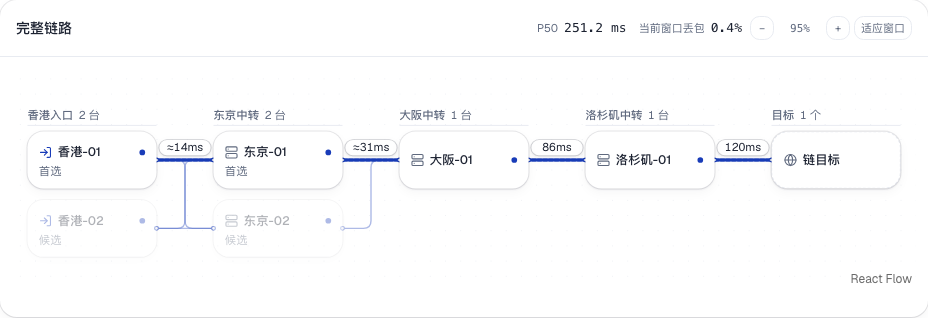 完整链路
P50 251.2 ms 当前窗口丢包 0.4% − 95% + 适应窗口
香港入口 2 台
东京中转 2 台
大阪中转 1 台
洛杉矶中转 1 台
目标 1 个
香港-01
首选
≈14ms
东京-01
首选
≈31ms
大阪-01
86ms
洛杉矶-01
120ms
链目标
香港-02
候选
东京-02
候选
React Flow